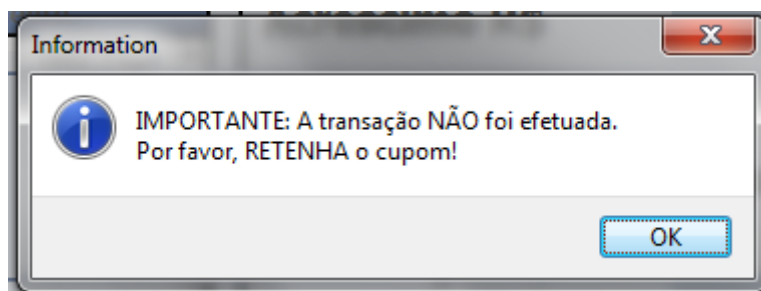 Information
IMPORTANTE: A transação NÃO foi efetuada.
Por favor, RETENHA o cupom!
OK